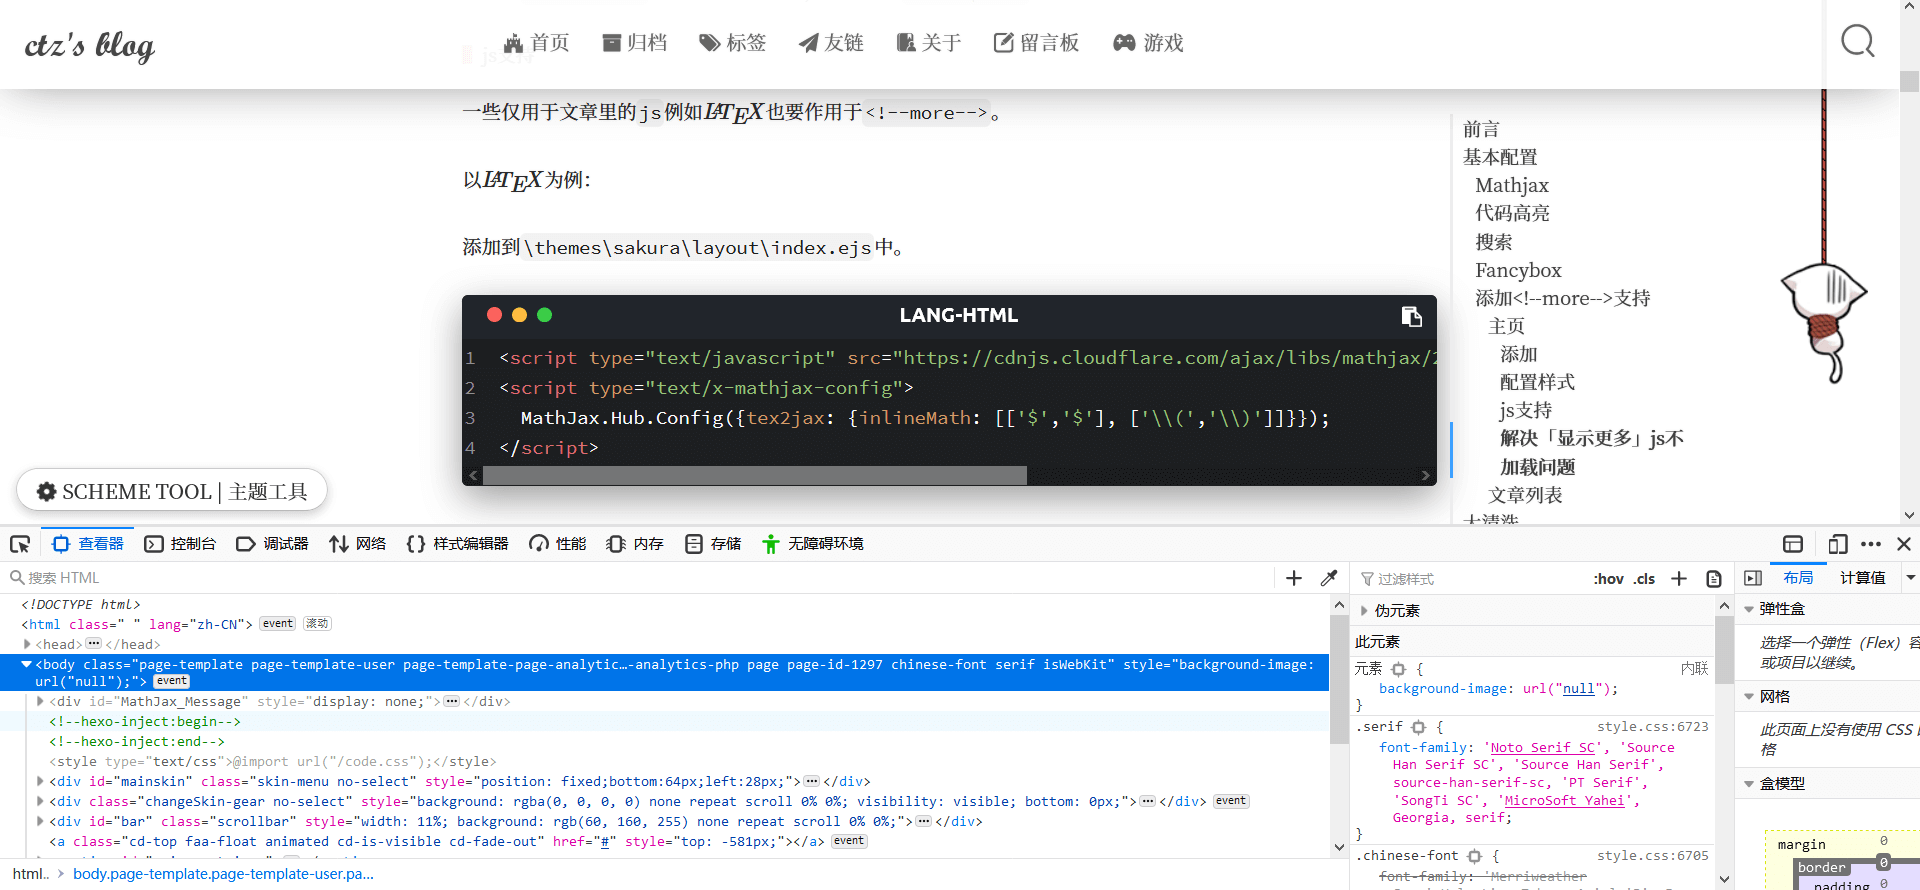 ctz's blog
首页 归档 标签 友链 关于 留言板 游戏
js支持
一些仅用于文章里的js例如LATEX也要作用于<!--more-->。
以LATEX为例：
添加到\themes\sakura\layout\index.ejs中。
LANG-HTML
1 <script type="text/javascript" src="https://cdnjs.cloudflare.com/ajax/libs/mathjax/2
2 <script type="text/x-mathjax-config">
3 MathJax.Hub.Config({tex2jax: {inlineMath: [['$','$'], ['\\(','\\)']]}});
4 </script>
SCHEME TOOL | 主题工具
前言
基本配置
Mathjax
代码高亮
搜索
Fancybox
添加<!--more-->支持
主页
添加
配置样式
js支持
解决「显示更多」js不
加载问题
文章列表
大清洗
查看器 控制台 调试器 网络 样式编辑器 性能 内存 存储 无障碍环境
搜索 HTML
<!DOCTYPE html>
<html class=" " lang="zh-CN"> event 滚动
<head>···</head>
<body class="page-template page-template-user page-template-page-analytic…-analytics-php page page-id-1297 chinese-font serif isWebKit" style="background-image:
url("null");"> event
<div id="MathJax_Message" style="display: none;">···</div>
<!--hexo-inject:begin-->
<!--hexo-inject:end-->
<style type="text/css">@import url("/code.css");</style>
<div id="mainskin" class="skin-menu no-select" style="position: fixed;bottom:64px;left:28px;">···</div>
<div class="changeSkin-gear no-select" style="background: rgba(0, 0, 0, 0) none repeat scroll 0% 0%; visibility: visible; bottom: 0px;">···</div> event
<div id="bar" class="scrollbar" style="width: 11%; background: rgb(60, 160, 255) none repeat scroll 0% 0%;">···</div>
<a class="cd-top faa-float animated cd-is-visible cd-fade-out" href="#" style="top: -581px;"></a> event
html.. > body.page-template.page-template-user.pa...
过滤样式 :hov .cls
伪元素
此元素
元素 { 内联
background-image: url("null");
}
.serif { style.css:6723
font-family: 'Noto Serif SC', 'Source
Han Serif SC', 'Source Han Serif',
source-han-serif-sc, 'PT Serif',
'SongTi SC', 'MicroSoft Yahei',
Georgia, serif;
}
.chinese-font { style.css:6705
font-family: 'Merriweather
布局 计算值
弹性盒
选择一个弹性（Flex）容
或项目以继续。
网格
此页面上没有使用 CSS
格
盒模型
margin 0
border 0
padding 0